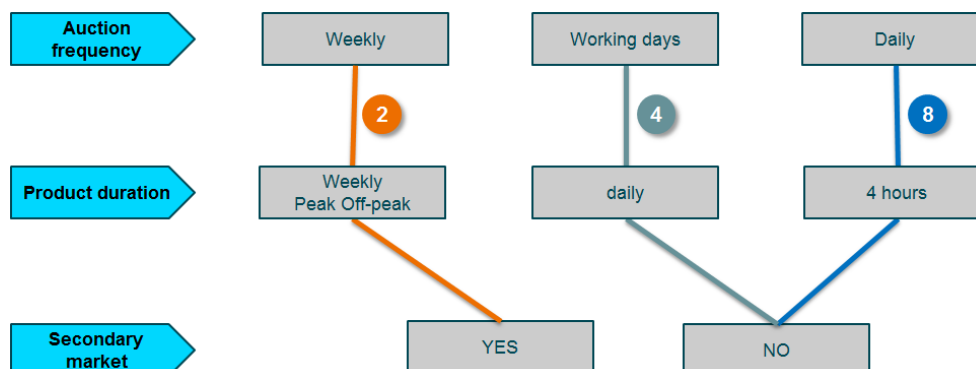 Auction
frequency
Weekly
Working days
Daily
2
4
8
Product duration
Weekly
Peak Off-peak
daily
4 hours
Secondary
market
YES
NO